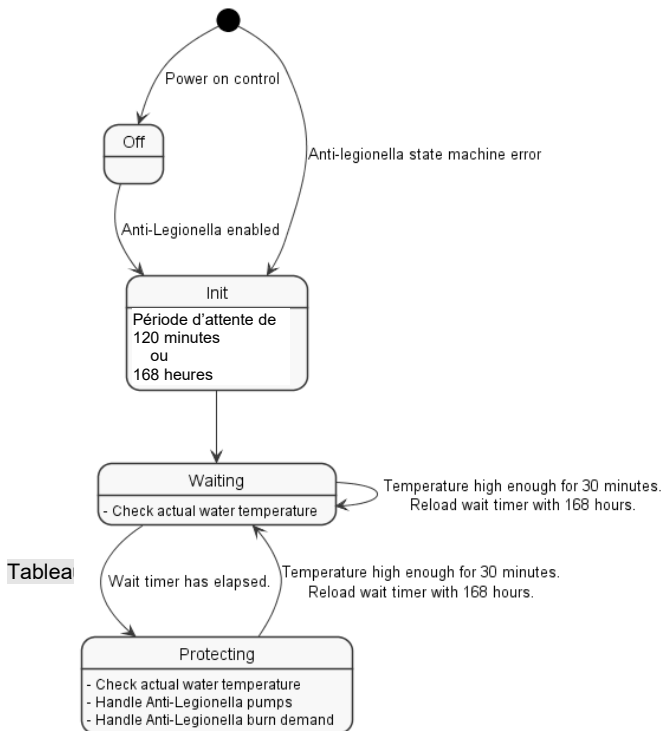 Power on control
Off
Anti-legionella state machine error
Anti-Legionella enabled
Init
Période d'attente de
120 minutes
ou
168 heures
Waiting
- Check actual water temperature
Temperature high enough for 30 minutes.
Reload wait timer with 168 hours.
Tableau
Wait timer has elapsed.
Temperature high enough for 30 minutes.
Reload wait timer with 168 hours.
Protecting
- Check actual water temperature
- Handle Anti-Legionella pumps
- Handle Anti-Legionella burn demand